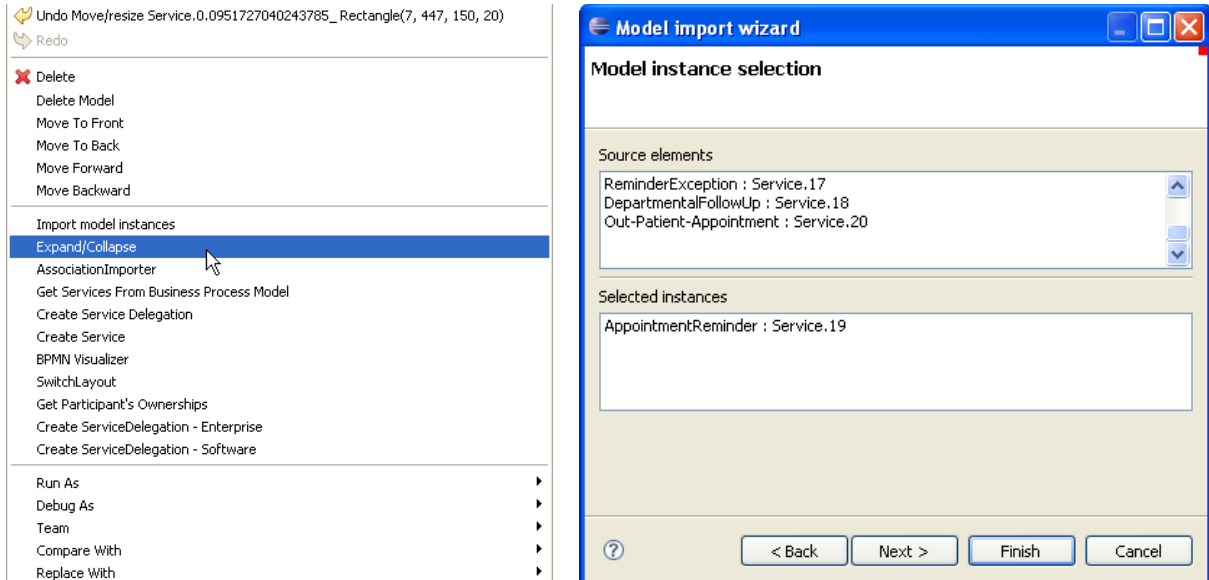 Undo Move/resize Service.0.0951727040243785_ Rectangle(7, 447, 150, 20)
Redo
Delete
Delete Model
Move To Front
Move To Back
Move Forward
Move Backward
Import model instances
Expand/Collapse
AssociationImporter
Get Services From Business Process Model
Create Service Delegation
Create Service
BPMN Visualizer
SwitchLayout
Get Participant's Ownerships
Create ServiceDelegation - Enterprise
Create ServiceDelegation - Software
Run As
Debug As
Team
Compare With
Replace With
Model import wizard
Model instance selection
Source elements
ReminderException : Service.17
DepartmentalFollowUp : Service.18
Out-Patient-Appointment : Service.20
Selected instances
AppointmentReminder : Service.19
< Back Next > Finish Cancel